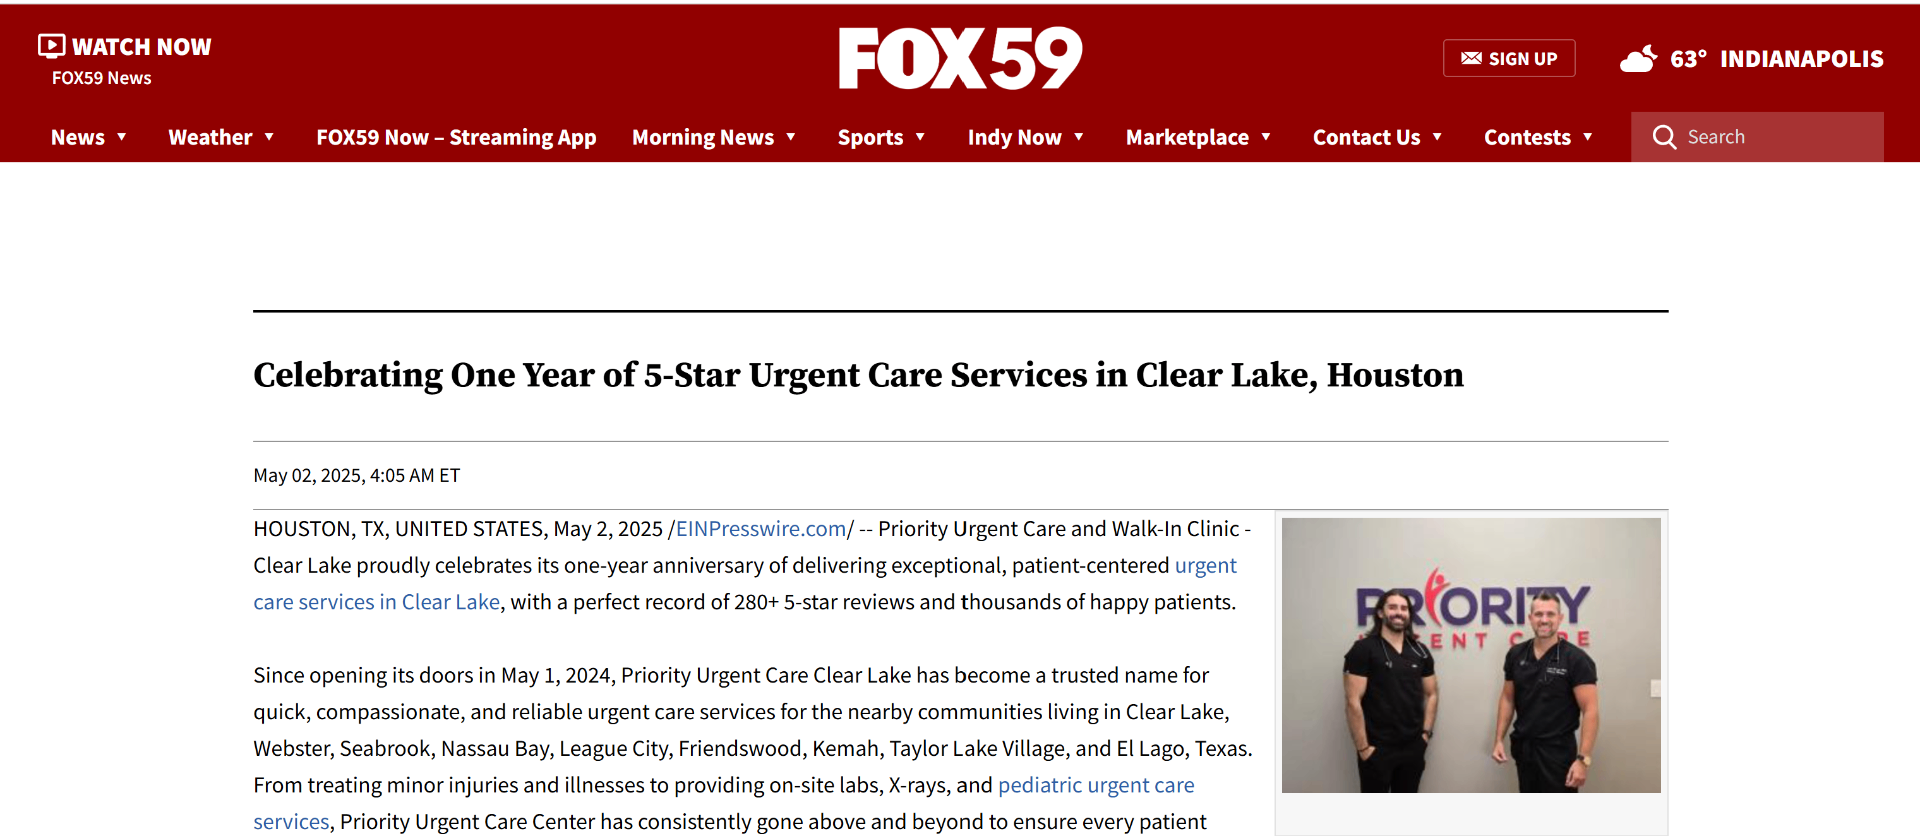 WATCH NOW
FOX59 News
FOX59
SIGN UP
63° INDIANAPOLIS
News
Weather
FOX59 Now – Streaming App
Morning News
Sports
Indy Now
Marketplace
Contact Us
Contests
Search
Celebrating One Year of 5-Star Urgent Care Services in Clear Lake, Houston
May 02, 2025, 4:05 AM ET
HOUSTON, TX, UNITED STATES, May 2, 2025 /EINPresswire.com/ -- Priority Urgent Care and Walk-In Clinic -
Clear Lake proudly celebrates its one-year anniversary of delivering exceptional, patient-centered urgent
care services in Clear Lake, with a perfect record of 280+ 5-star reviews and thousands of happy patients.
Since opening its doors in May 1, 2024, Priority Urgent Care Clear Lake has become a trusted name for
quick, compassionate, and reliable urgent care services for the nearby communities living in Clear Lake,
Webster, Seabrook, Nassau Bay, League City, Friendswood, Kemah, Taylor Lake Village, and El Lago, Texas.
From treating minor injuries and illnesses to providing on-site labs, X-rays, and pediatric urgent care
services, Priority Urgent Care Center has consistently gone above and beyond to ensure every patient
PRIORITY
URGENT CARE